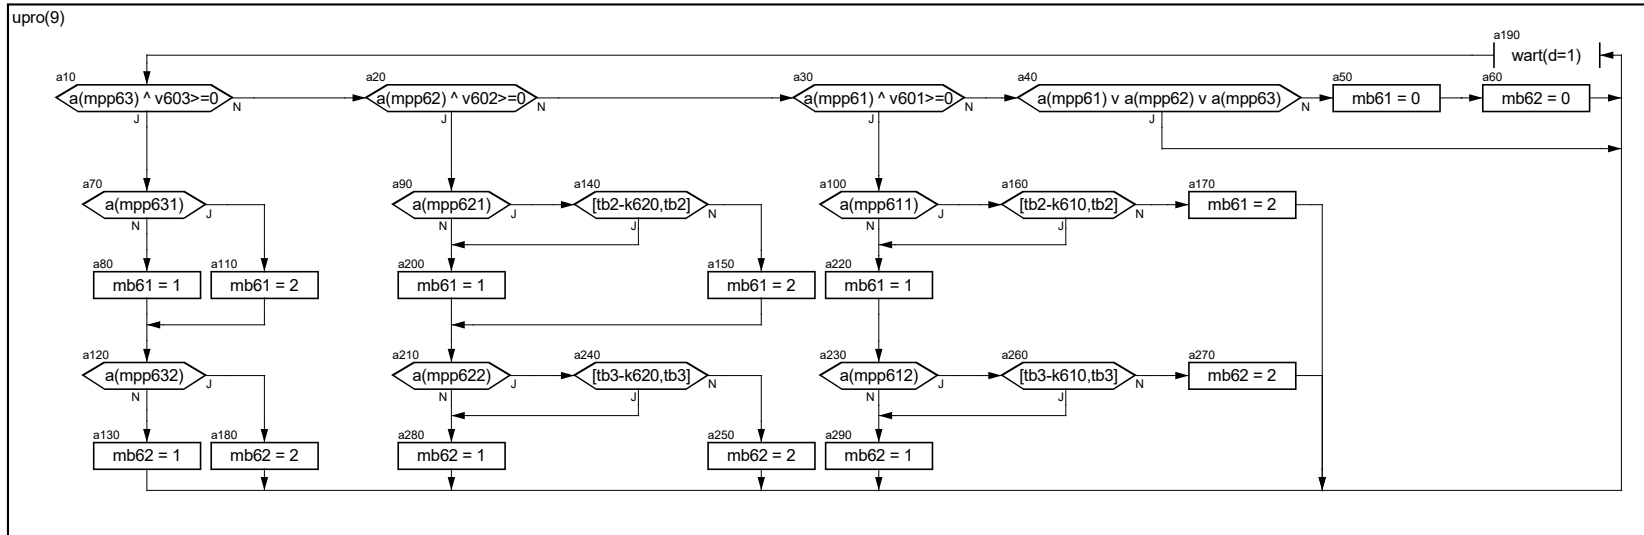 upro(9)
a190
wart(d=1)
a10
a(mpp63) ^ v603>=0
N
J
a20
a(mpp62) ^ v602>=0
N
J
a30
a(mpp61) ^ v601>=0
N
J
a40
a(mpp61) v a(mpp62) v a(mpp63)
N
J
a50
mb61 = 0
a60
mb62 = 0
a70
a(mpp631)
J
N
a90
a(mpp621)
J
N
a140
[tb2-k620,tb2]
N
J
a100
a(mpp611)
J
N
a160
[tb2-k610,tb2]
N
J
a170
mb61 = 2
a80
mb61 = 1
a110
mb61 = 2
a200
mb61 = 1
a150
mb61 = 2
a220
mb61 = 1
a120
a(mpp632)
J
N
a210
a(mpp622)
J
N
a240
[tb3-k620,tb3]
N
J
a230
a(mpp612)
J
N
a260
[tb3-k610,tb3]
N
J
a270
mb62 = 2
a130
mb62 = 1
a180
mb62 = 2
a280
mb62 = 1
a250
mb62 = 2
a290
mb62 = 1